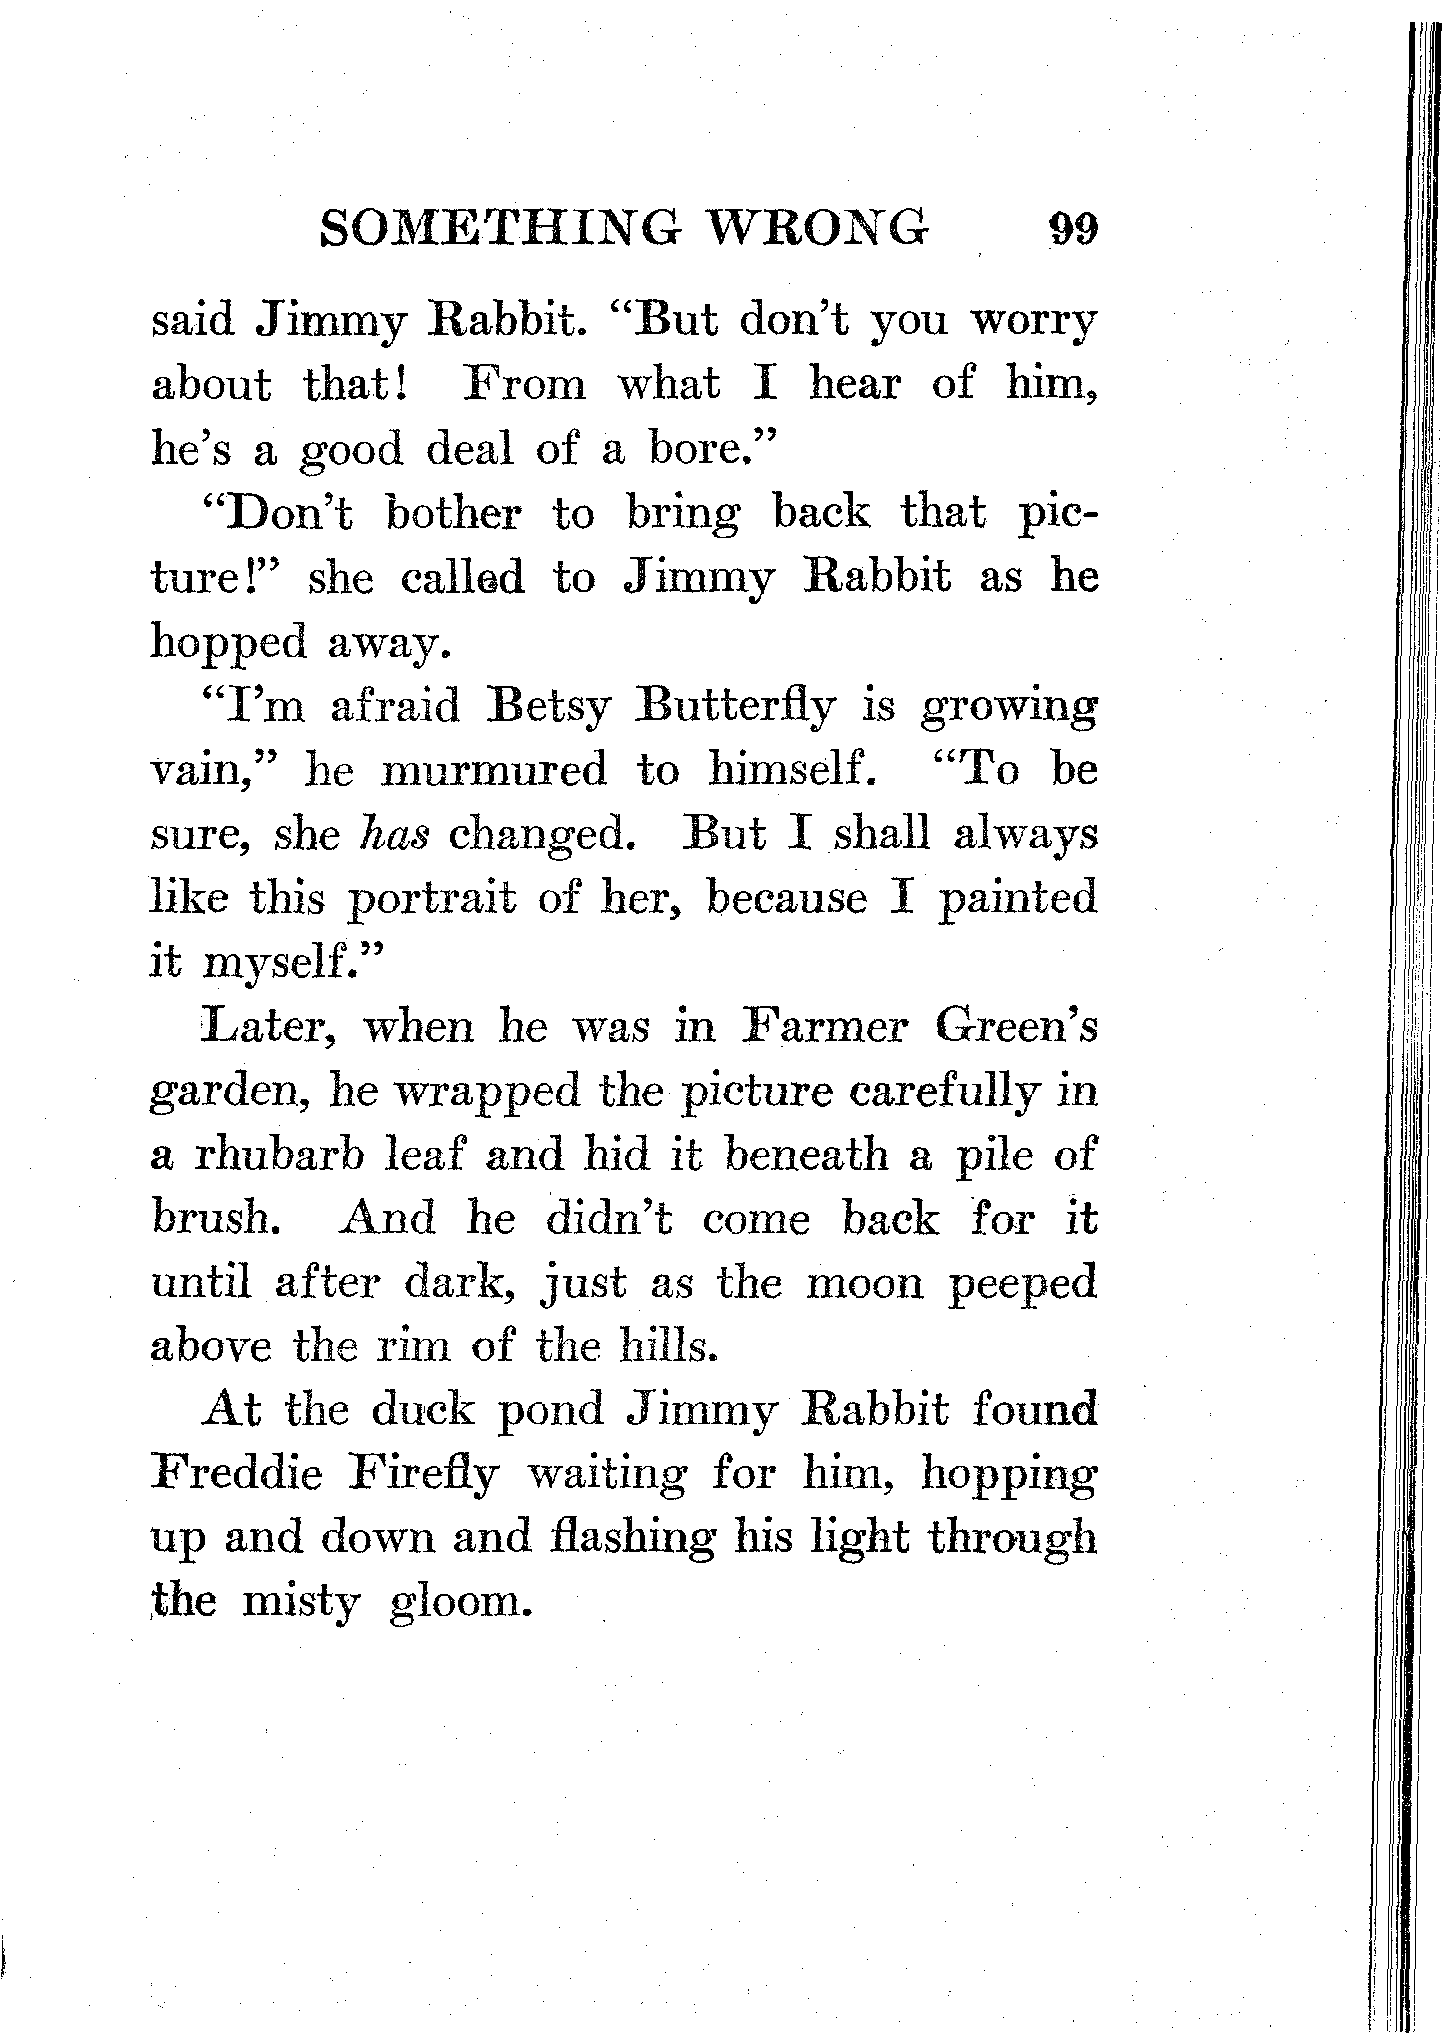 SOMETHING WRONG 99
said Jimmy Rabbit. “But don’t you worry
about that! From what I hear of him,
he’s a good deal of a bore.”
“Don’t bother to bring back that pic-
ture!” she called to Jimmy Rabbit as he
hopped away.
“I’m afraid Betsy Butterfly is growing
vain,” he murmured to himself. “To be
sure, she has changed. But I shall always
like this portrait of her, because I painted
it myself.”
Later, when he was in Farmer Green’s
garden, he wrapped the picture carefully in
a rhubarb leaf and hid it beneath a pile of
brush. And he didn’t come back for it
until after dark, just as the moon peeped
above the rim of the hills.
At the duck pond Jimmy Rabbit found
Freddie Firefly waiting for him, hopping
up and down and flashing his light through
the misty gloom.